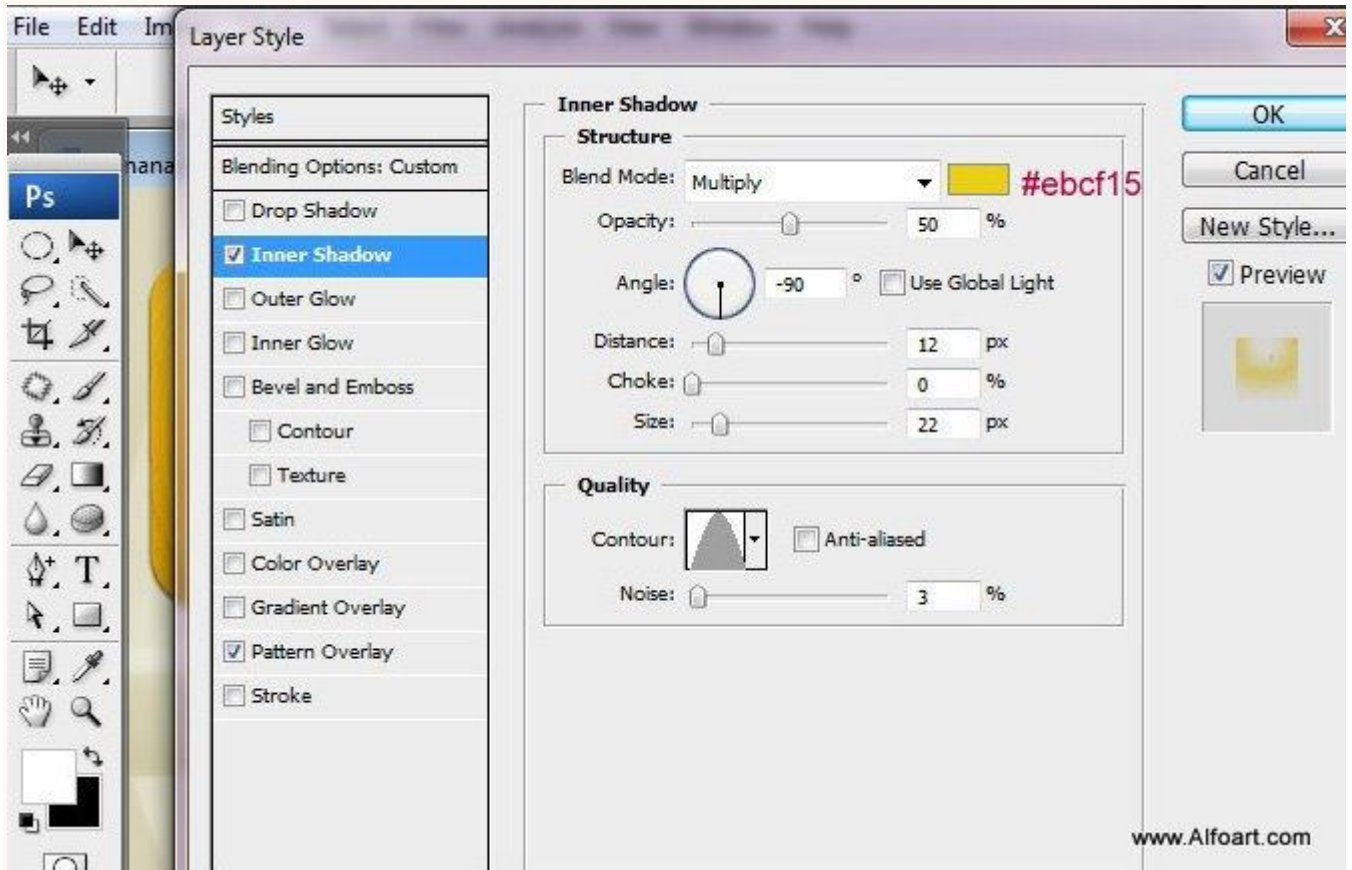 File Edit Im
Layer Style
hana
Ps
Styles
Blending Options: Custom
Drop Shadow
Inner Shadow
Outer Glow
Inner Glow
Bevel and Emboss
Contour
Texture
Satin
Color Overlay
Gradient Overlay
Pattern Overlay
Stroke
Inner Shadow
Structure
Blend Mode: Multiply #ebcf15
Opacity: 50 %
Angle: -90 ° Use Global Light
Distance: 12 px
Choke: 0 %
Size: 22 px
Quality
Contour: Anti-aliased
Noise: 3 %
OK
Cancel
New Style...
Preview
T
www.Alfoart.com